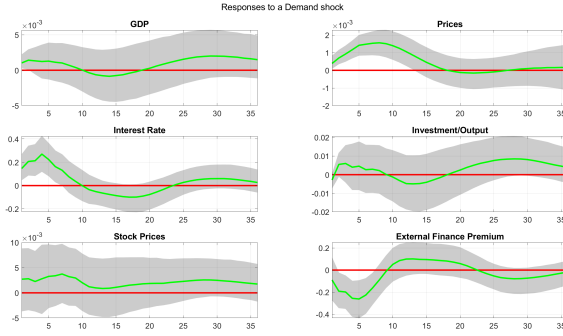 Responses to a Demand shock
GDP
×10⁻³
5
0
-5
5 10 15 20 25 30 35
Prices
×10⁻³
2
1
0
-1
-2
5 10 15 20 25 30 35
Interest Rate
0.4
0.2
0
-0.2
5 10 15 20 25 30 35
Investment/Output
0.02
0.01
0.00
-0.01
-0.02
5 10 15 20 25 30 35
Stock Prices
×10⁻³
10
5
0
-5
5 10 15 20 25 30 35
External Finance Premium
0.2
0
-0.2
-0.4
5 10 15 20 25 30 35